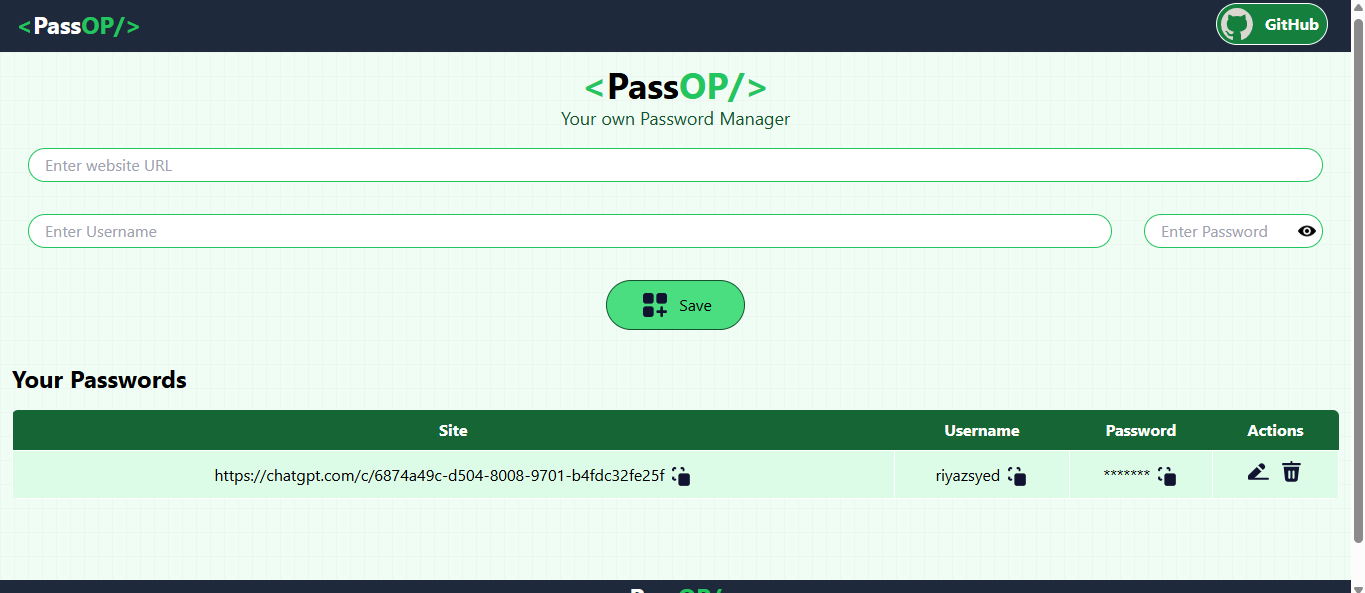 <PassOP/>
GitHub
<PassOP/>
Your own Password Manager
Enter website URL
Enter Username
Enter Password
Save
Your Passwords
Site Username Password Actions
https://chatgpt.com/c/6874a49c-d504-8008-9701-b4fdc32fe25f riyazsyed *******